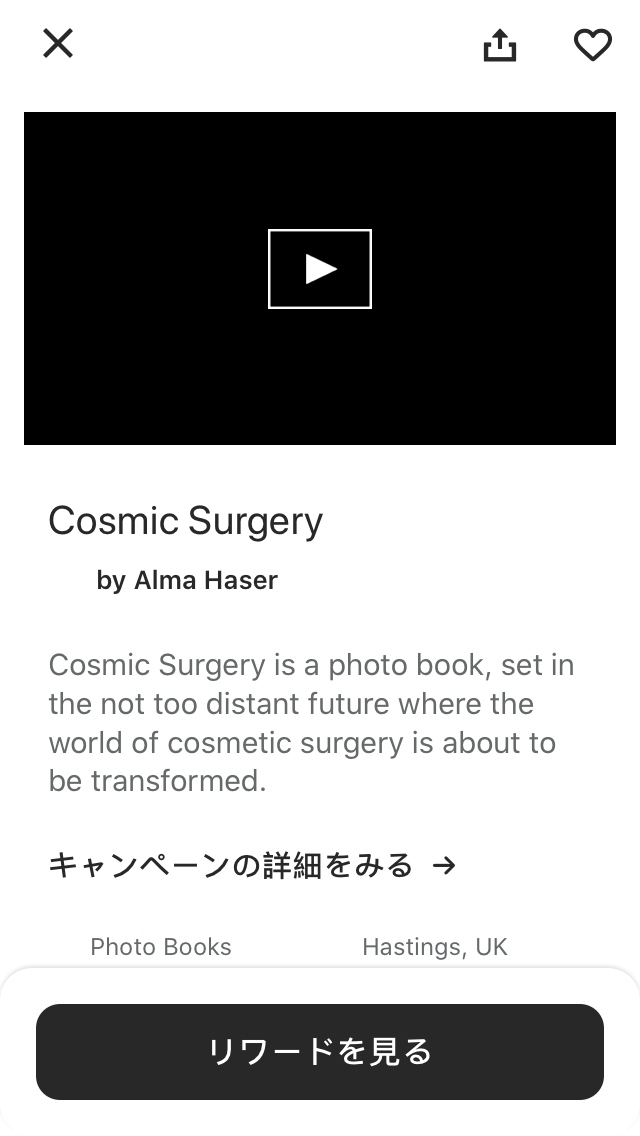 Cosmic Surgery
by Alma Haser
Cosmic Surgery is a photo book, set in
the not too distant future where the
world of cosmetic surgery is about to
be transformed.
キャンペーンの詳細をみる →
Photo Books
Hastings, UK
リワードを見る